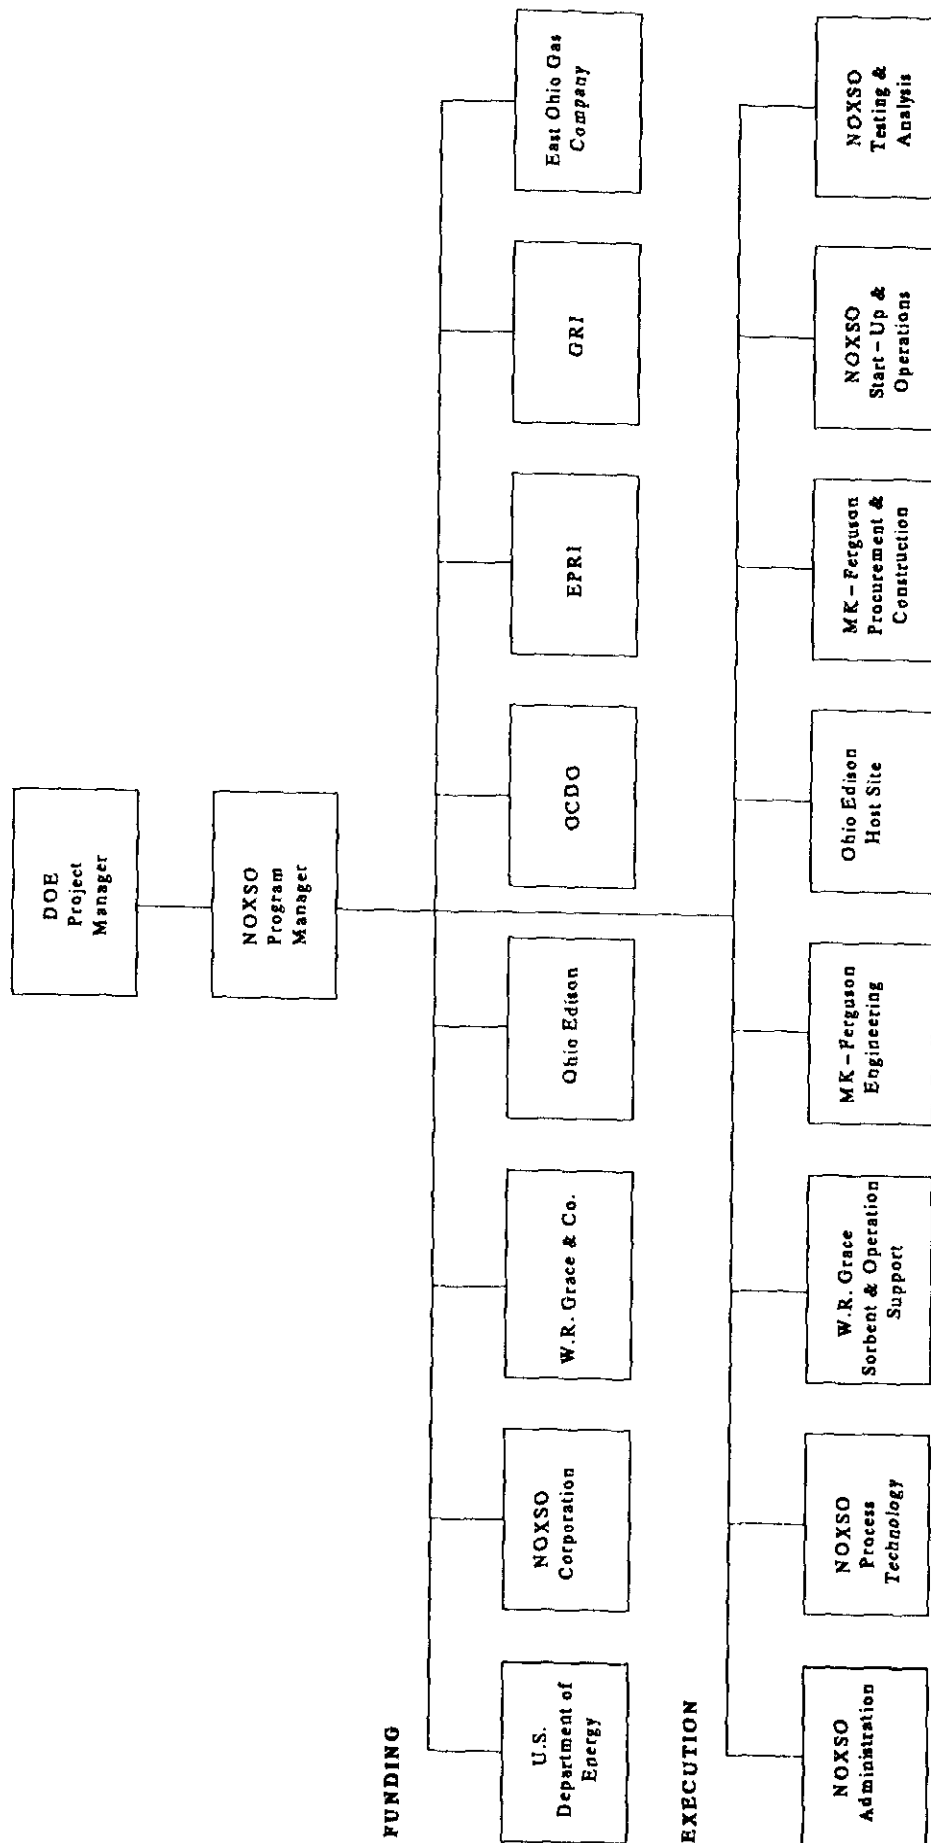 DOE
Project
Manager
NOXSO
Program
Manager
FUNDING
U.S.
Department of
Energy
NOXSO
Corporation
W.R. Grace & Co.
Ohio Edison
OCDO
EPRI
GRI
East Ohio Gas
Company
EXECUTION
NOXSO
Administration
NOXSO
Process
Technology
W.R. Grace
Sorbent & Operation
Support
MK-Ferguson
Engineering
Ohio Edison
Host Site
MK-Ferguson
Procurement &
Construction
NOXSO
Start-Up &
Operations
NOXSO
Testing &
Analysis